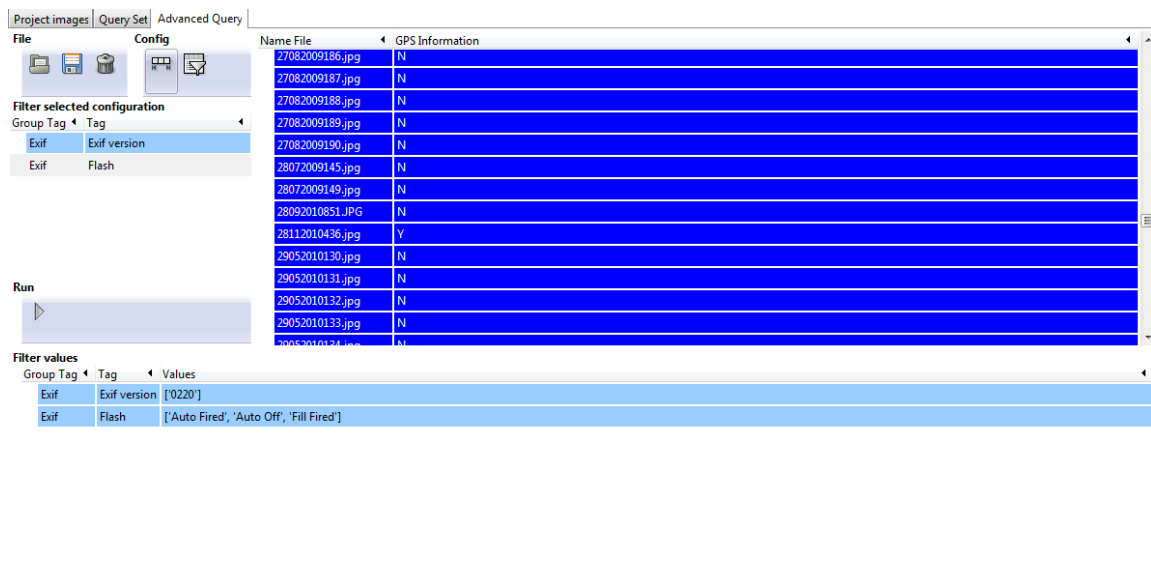 Project images Query Set Advanced Query
File Config
Name File GPS Information
27082009186.jpg N
27082009187.jpg N
27082009188.jpg N
Filter selected configuration
Group Tag Tag
27082009189.jpg N
Exif Exif version
27082009190.jpg N
Exif Flash
28072009145.jpg N
28072009149.jpg N
28092010851.JPG N
28112010436.jpg Y
29052010130.jpg N
29052010131.jpg N
Run
29052010132.jpg N
29052010133.jpg N
29052010134.jpg N
Filter values
Group Tag Tag Values
Exif Exif version ['0220']
Exif Flash ['Auto Fired', 'Auto Off', 'Fill Fired']